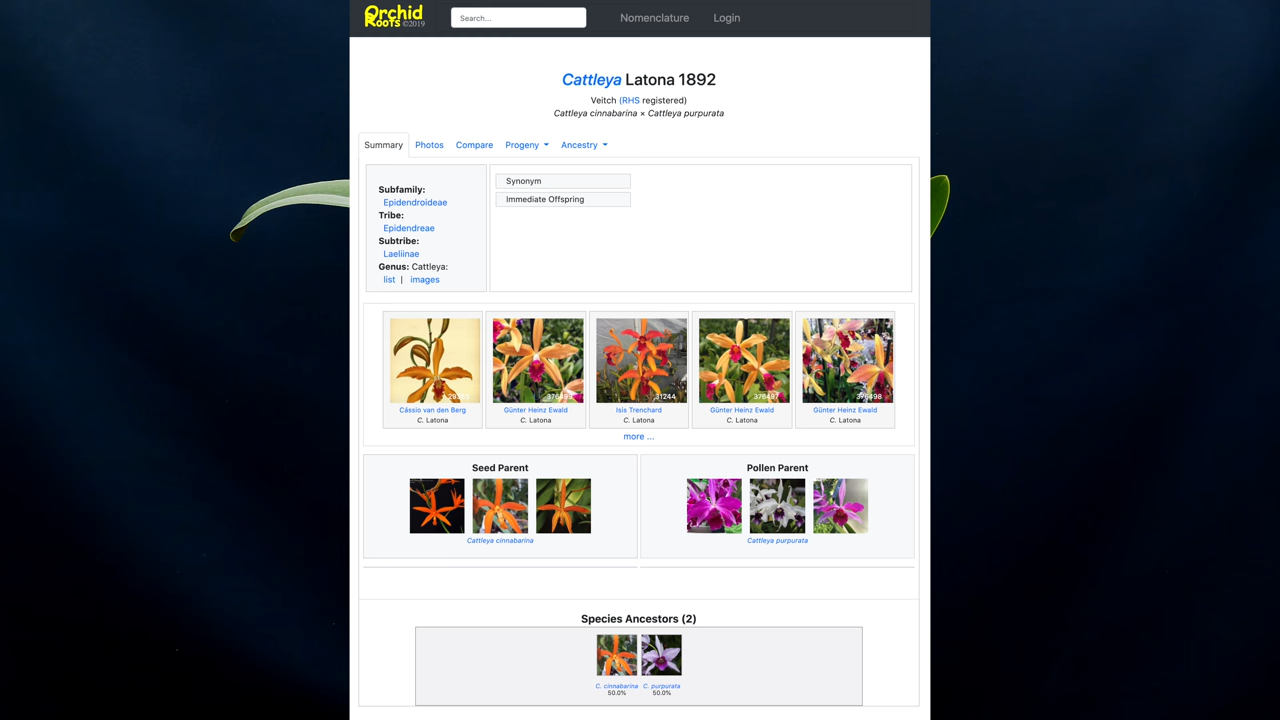 Orchid
ROOTS ©2019
Search...
Nomenclature
Login
Cattleya Latona 1892
Veitch (RHS registered)
Cattleya cinnabarina × Cattleya purpurata
Summary
Photos
Compare
Progeny
Ancestry
Subfamily:
Epidendroideae
Tribe:
Epidendreae
Subtribe:
Laeliinae
Genus: Cattleya:
list | images
Synonym
Immediate Offspring
31244
376497
376498
Cássio van den Berg
C. Latona
Günter Heinz Ewald
C. Latona
Isis Trenchard
C. Latona
Günter Heinz Ewald
C. Latona
Günter Heinz Ewald
C. Latona
more ...
Seed Parent
Cattleya cinnabarina
Pollen Parent
Cattleya purpurata
Species Ancestors (2)
C. cinnabarina
50.0%
C. purpurata
50.0%